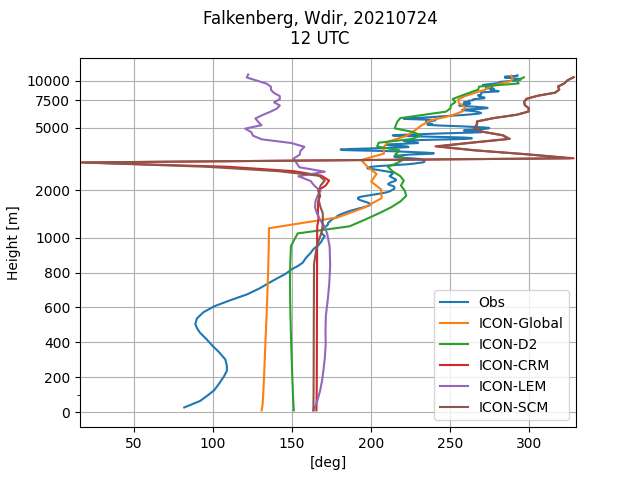 Falkenberg, Wdir, 20210724
12 UTC
Height [m]
10000
7500
5000
2000
1000
800
600
400
200
0
50
100
150
200
250
300
[deg]
Obs
ICON-Global
ICON-D2
ICON-CRM
ICON-LEM
ICON-SCM